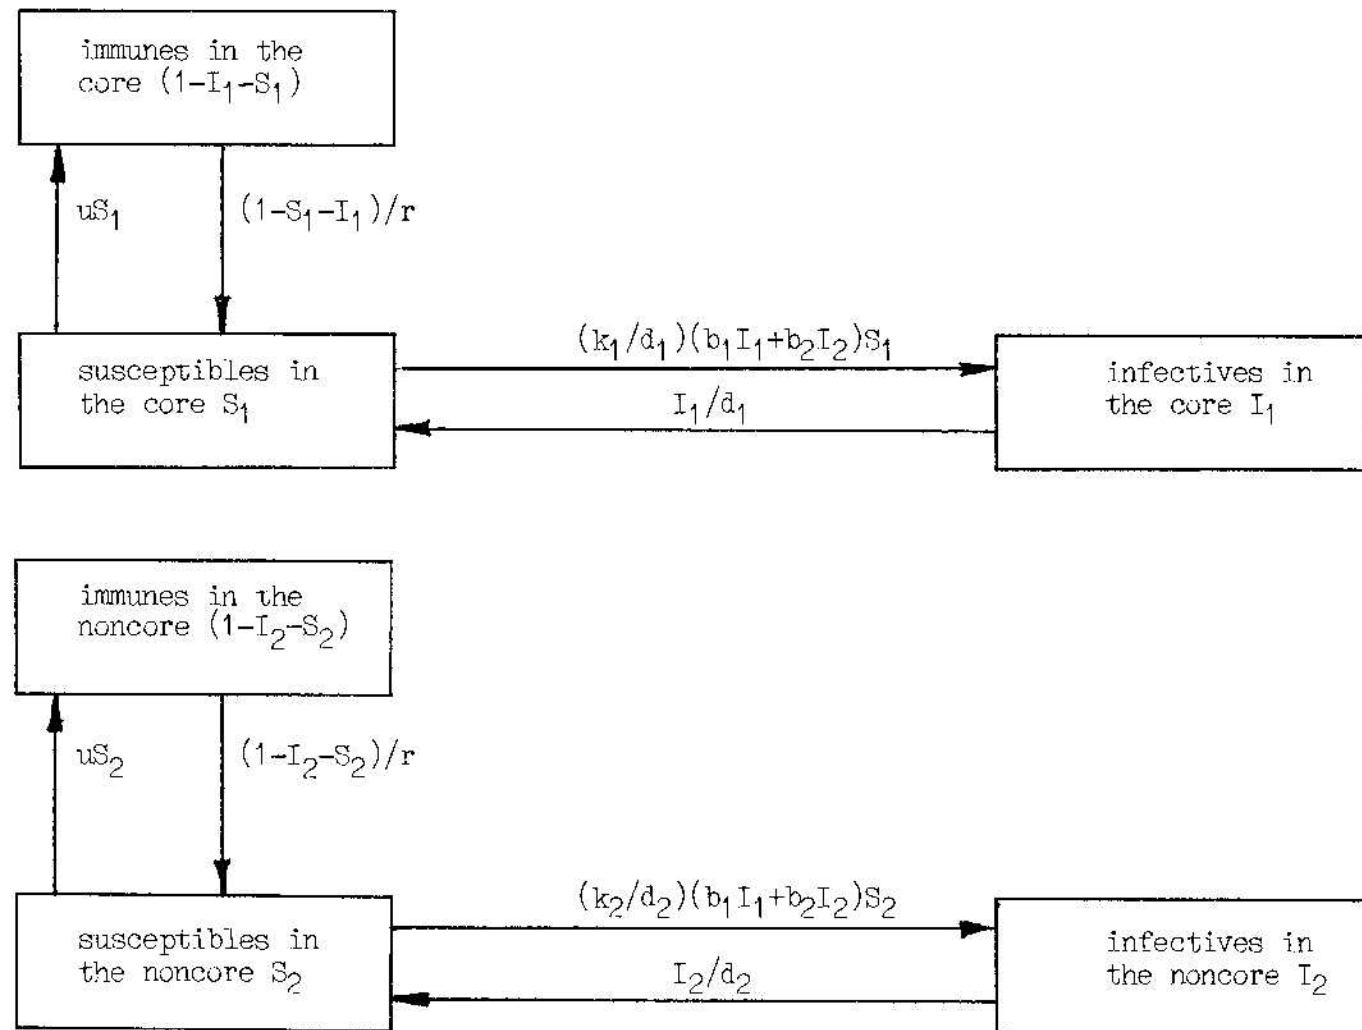 immunes in the
core (1-I₁-S₁)
uS₁
(1-S₁-I₁)/r
(k₁/d₁)(b₁I₁+b₂I₂)S₁
susceptibles in
the core S₁
I₁/d₁
infectives in
the core I₁
immunes in the
noncore (1-I₂-S₂)
uS₂
(1-I₂-S₂)/r
(k₂/d₂)(b₁I₁+b₂I₂)S₂
susceptibles in
the noncore S₂
I₂/d₂
infectives in
the noncore I₂